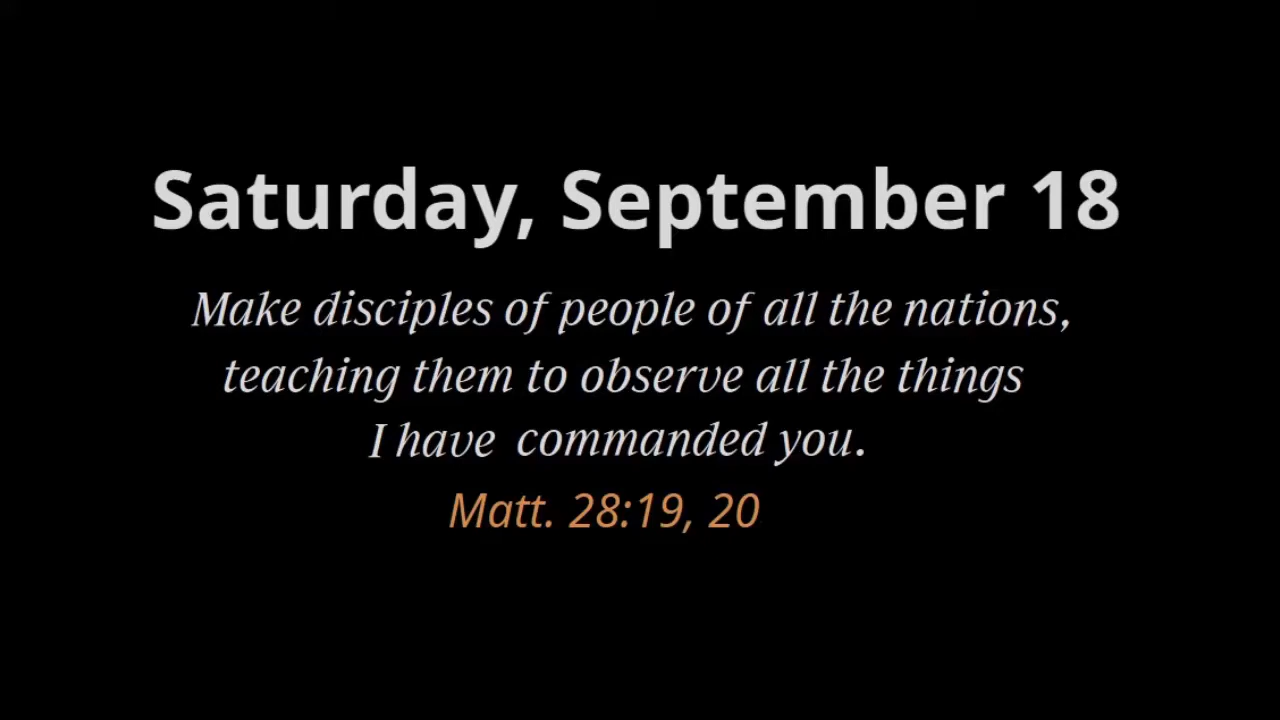 Saturday, September 18
Make disciples of people of all the nations,
teaching them to observe all the things
I have commanded you.
Matt. 28:19, 20